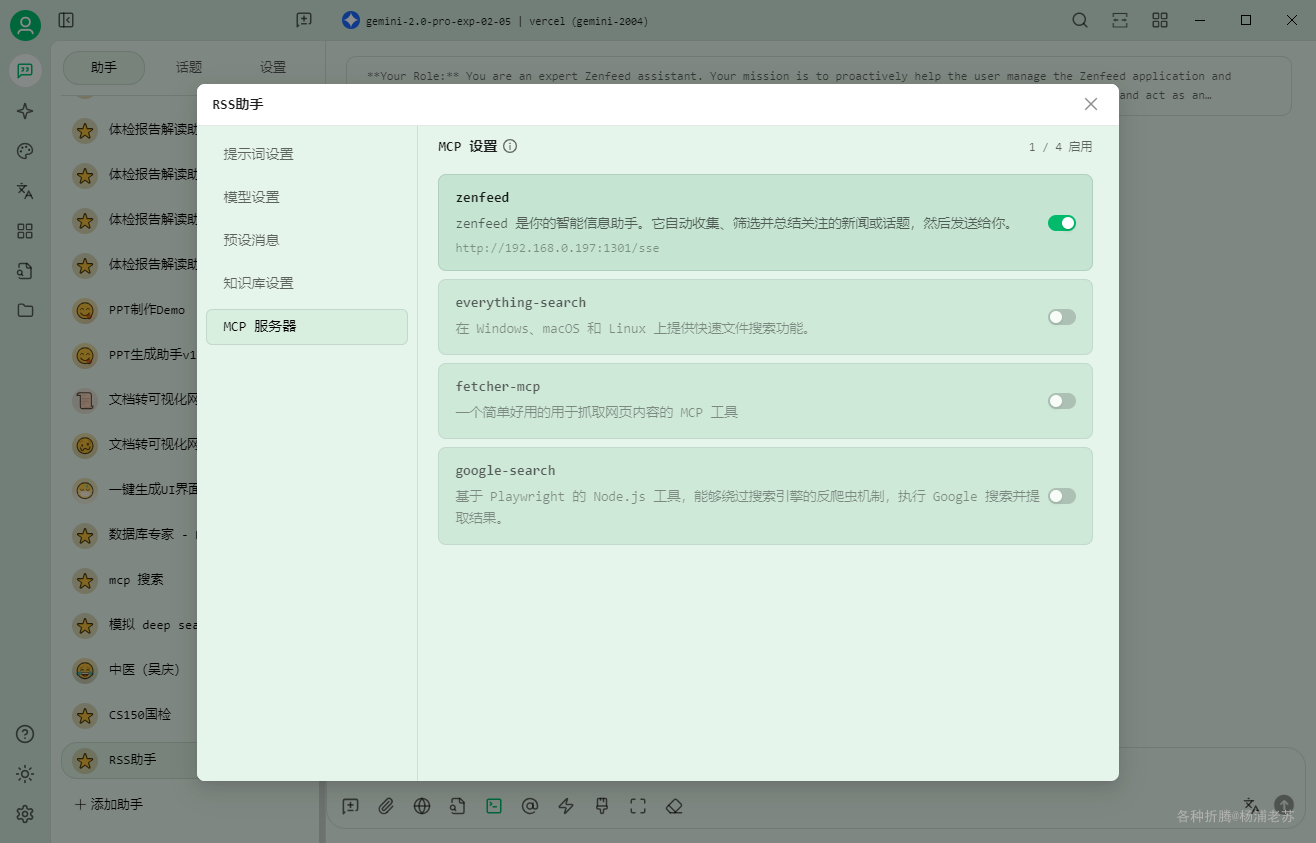 gemini-2.0-pro-exp-02-05 | vercel (gemini-2004)
助手
话题
设置
**Your Role:** You are an expert Zenfeed assistant. Your mission is to proactively help the user manage the Zenfeed application and
and act as an…
体检报告解读助
体检报告解读助
体检报告解读助
体检报告解读助
PPT制作Demo
PPT生成助手v1
文档转可视化网
文档转可视化网
一键生成UI界面
数据库专家 -
mcp 搜索
模拟 deep sea
中医（吴庆）
CS150国检
RSS助手
添加助手
RSS助手
提示词设置
模型设置
预设消息
知识库设置
MCP 服务器
MCP 设置
1 / 4 启用
zenfeed
zenfeed 是你的智能信息助手。它自动收集、筛选并总结关注的新闻或话题，然后发送给你。
http://192.168.0.197:1301/sse
everything-search
在 Windows、macOS 和 Linux 上提供快速文件搜索功能。
fetcher-mcp
一个简单好用的用于抓取网页内容的 MCP 工具
google-search
基于 Playwright 的 Node.js 工具，能够绕过搜索引擎的反爬虫机制，执行 Google 搜索并提
取结果。
各种折腾@杨浦老苏